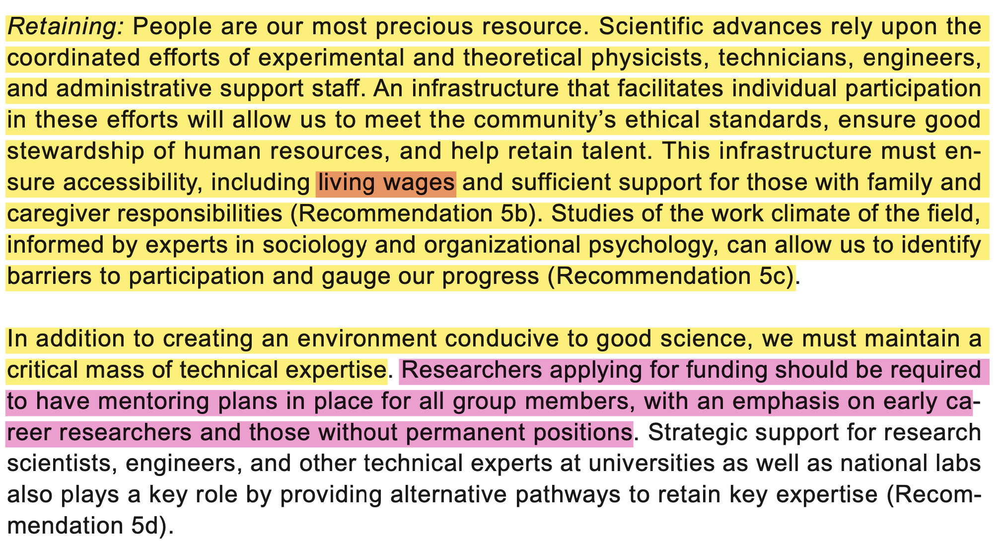 Retaining: People are our most precious resource. Scientific advances rely upon the
coordinated efforts of experimental and theoretical physicists, technicians, engineers,
and administrative support staff. An infrastructure that facilitates individual participation
in these efforts will allow us to meet the community’s ethical standards, ensure good
stewardship of human resources, and help retain talent. This infrastructure must en-
sure accessibility, including living wages and sufficient support for those with family and
caregiver responsibilities (Recommendation 5b). Studies of the work climate of the field,
informed by experts in sociology and organizational psychology, can allow us to identify
barriers to participation and gauge our progress (Recommendation 5c).
In addition to creating an environment conducive to good science, we must maintain a
critical mass of technical expertise. Researchers applying for funding should be required
to have mentoring plans in place for all group members, with an emphasis on early ca-
reer researchers and those without permanent positions. Strategic support for research
scientists, engineers, and other technical experts at universities as well as national labs
also plays a key role by providing alternative pathways to retain key expertise (Recom-
mendation 5d).